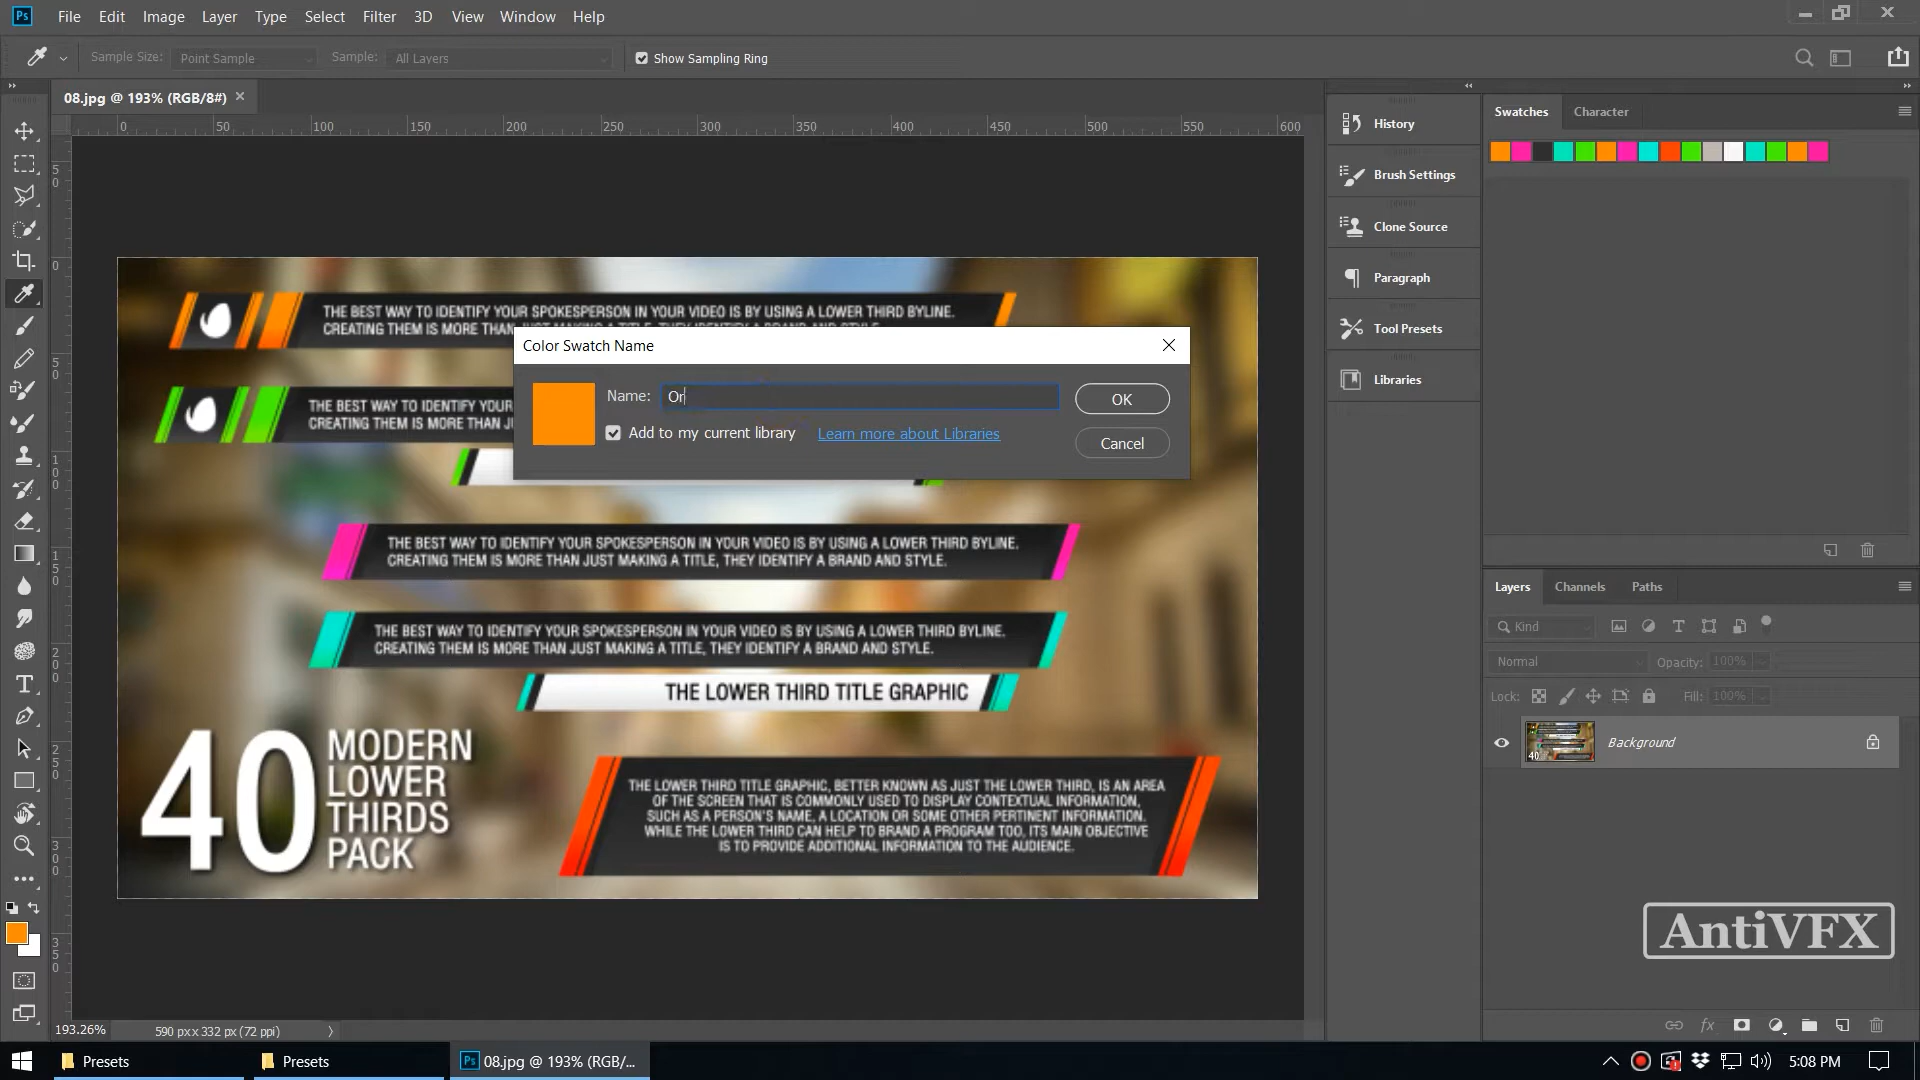 Ps File Edit Image Layer Type Select Filter 3D View Window Help
Sample Size: Point Sample Sample: All Layers Show Sampling Ring
08.jpg @ 193% (RGB/8#)
0 50 100 150 200 250 300 350 400 450 500 550 600
History
Brush Settings
Clone Source
Paragraph
Tool Presets
Libraries
Swatches Character
THE BEST WAY TO IDENTIFY YOUR SPOKESPERSON IN YOUR VIDEO IS BY USING A LOWER THIRD BYLINE.
CREATING THEM IS MORE THAN JUST MAKING A TITLE, THEY IDENTIFY A BRAND AND STYLE.
Color Swatch Name
Name: Or
OK
Add to my current library Learn more about Libraries
Cancel
THE BEST WAY TO IDENTIFY YOUR
CREATING THEM IS MORE THAN J
THE BEST WAY TO IDENTIFY YOUR SPOKESPERSON IN YOUR VIDEO IS BY USING A LOWER THIRD BYLINE.
CREATING THEM IS MORE THAN JUST MAKING A TITLE, THEY IDENTIFY A BRAND AND STYLE.
THE BEST WAY TO IDENTIFY YOUR SPOKESPERSON IN YOUR VIDEO IS BY USING A LOWER THIRD BYLINE.
CREATING THEM IS MORE THAN JUST MAKING A TITLE, THEY IDENTIFY A BRAND AND STYLE.
THE LOWER THIRD TITLE GRAPHIC
40
MODERN
LOWER
THIRDS
PACK
THE LOWER THIRD TITLE GRAPHIC, BETTER KNOWN AS JUST THE LOWER THIRD, IS AN AREA
OF THE SCREEN THAT IS COMMONLY USED TO DISPLAY CONTEXTUAL INFORMATION,
SUCH AS A PERSON'S NAME, A LOCATION OR SOME OTHER PERTINENT INFORMATION.
WHILE THE LOWER THIRD CAN HELP TO BRAND A PROGRAM TOO, ITS MAIN OBJECTIVE
IS TO PROVIDE ADDITIONAL INFORMATION TO THE AUDIENCE.
Layers Channels Paths
Kind
Normal Opacity: 100%
Lock: Fill: 100%
Background
AntiVFX
193.26% 590 px x 332 px (72 ppi)
Presets Presets Ps 08.jpg @ 193% (RGB/... 5:08 PM